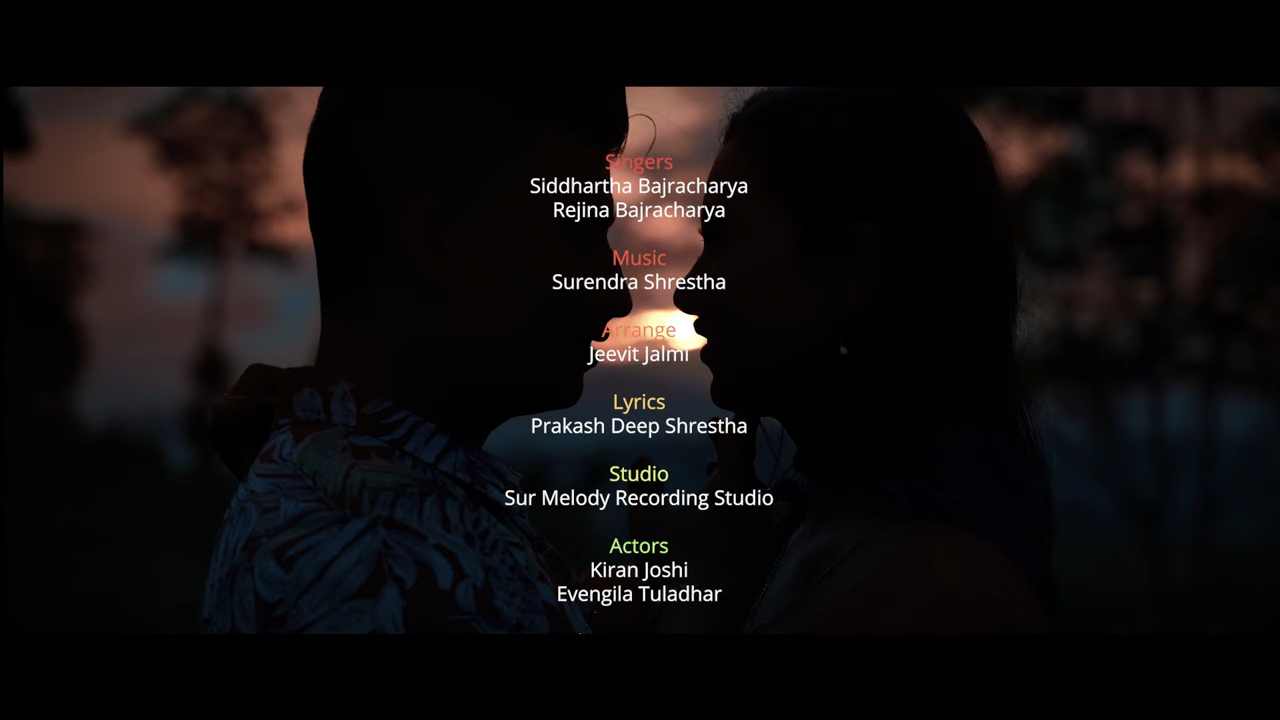 Singers
Siddhartha Bajracharya
Rejina Bajracharya
Music
Surendra Shrestha
Arrange
Jeevit Jalmi
Lyrics
Prakash Deep Shrestha
Studio
Sur Melody Recording Studio
Actors
Kiran Joshi
Evengila Tuladhar